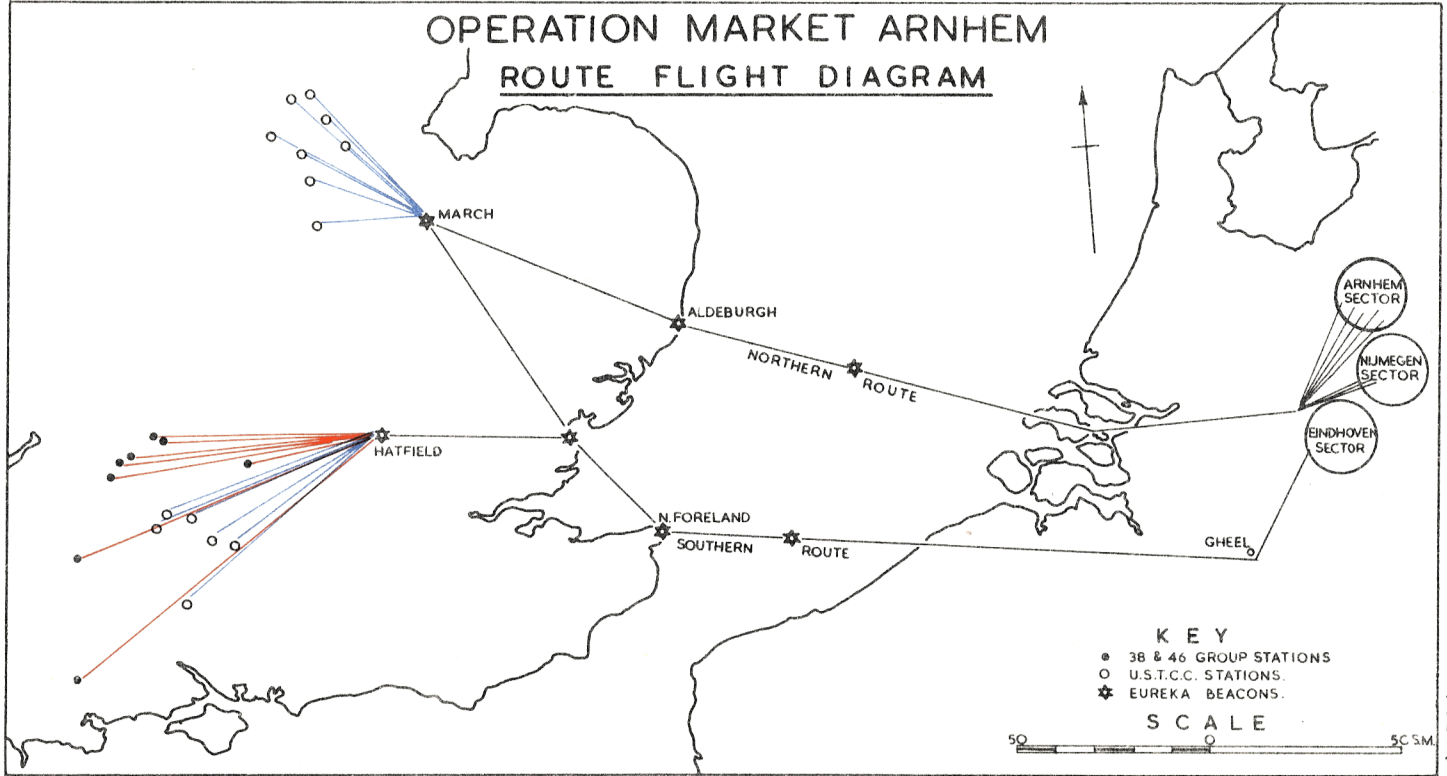 OPERATION MARKET ARNHEM
ROUTE FLIGHT DIAGRAM
MARCH
ALDEBURGH
NORTHERN ROUTE
ARNHEM
SECTOR
NIJMEGEN
SECTOR
EINDHOVEN
SECTOR
HATFIELD
N. FORELAND
SOUTHERN ROUTE
GHEEL
KEY
38 & 46 GROUP STATIONS
U.S.T.C.C. STATIONS.
EUREKA BEACONS.
SCALE
50 0 50 S.M.